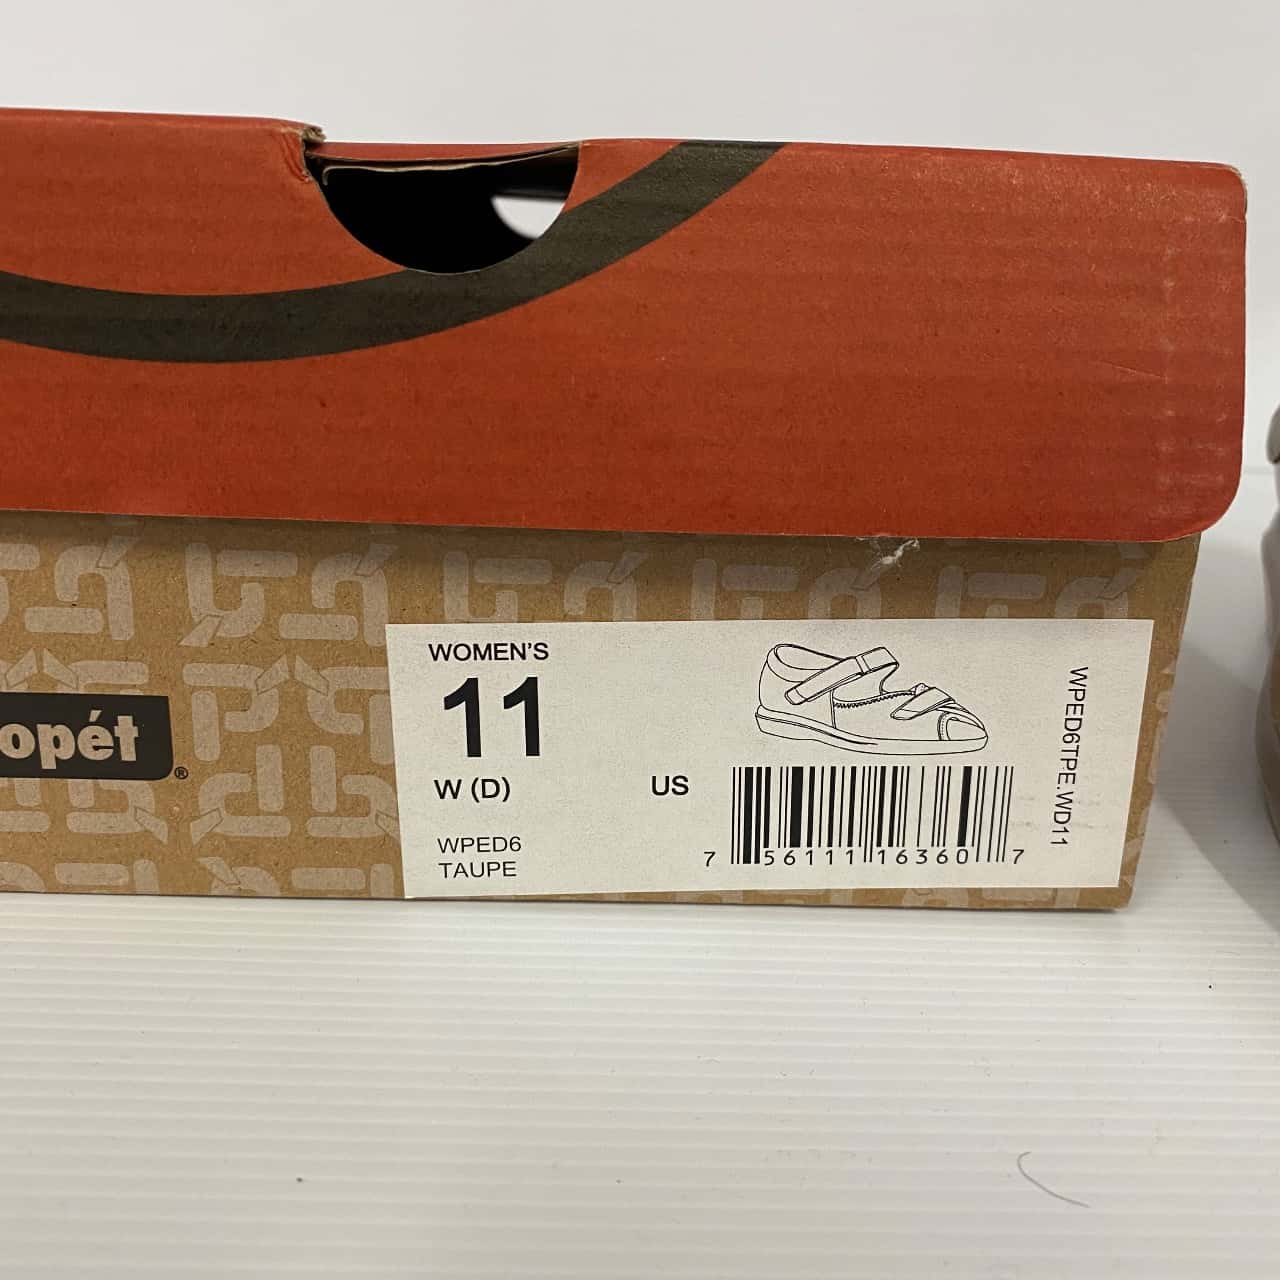 WOMEN'S
11
W (D)
US
WPED6
TAUPE
7 56111 16360 7
WPED6TPE.WD11
opét
®